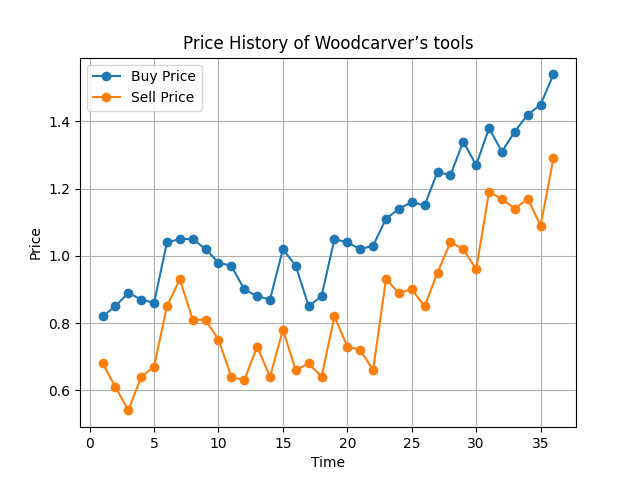 Price History of Woodcarver’s tools
Buy Price
Sell Price
Price
1.4
1.2
1.0
0.8
0.6
0 5 10 15 20 25 30 35
Time